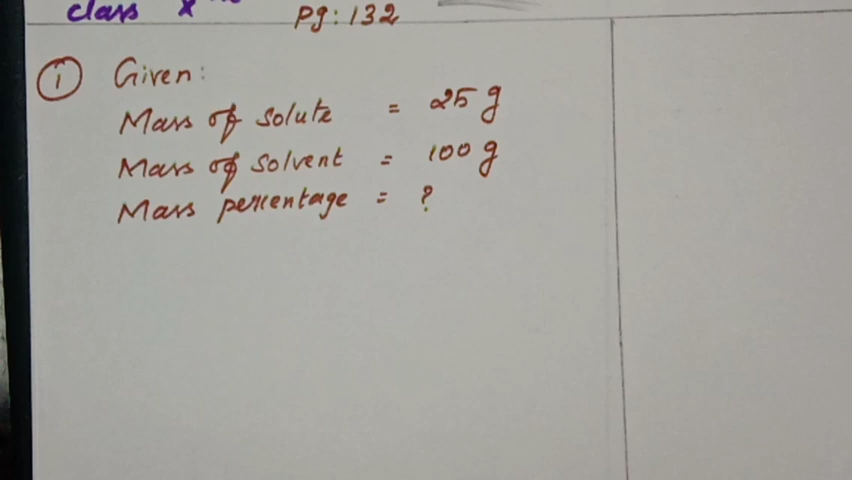 class X
Pg: 132
① Given:
Mass of solute = 25 g
Mass of solvent = 100 g
Mass percentage = ?